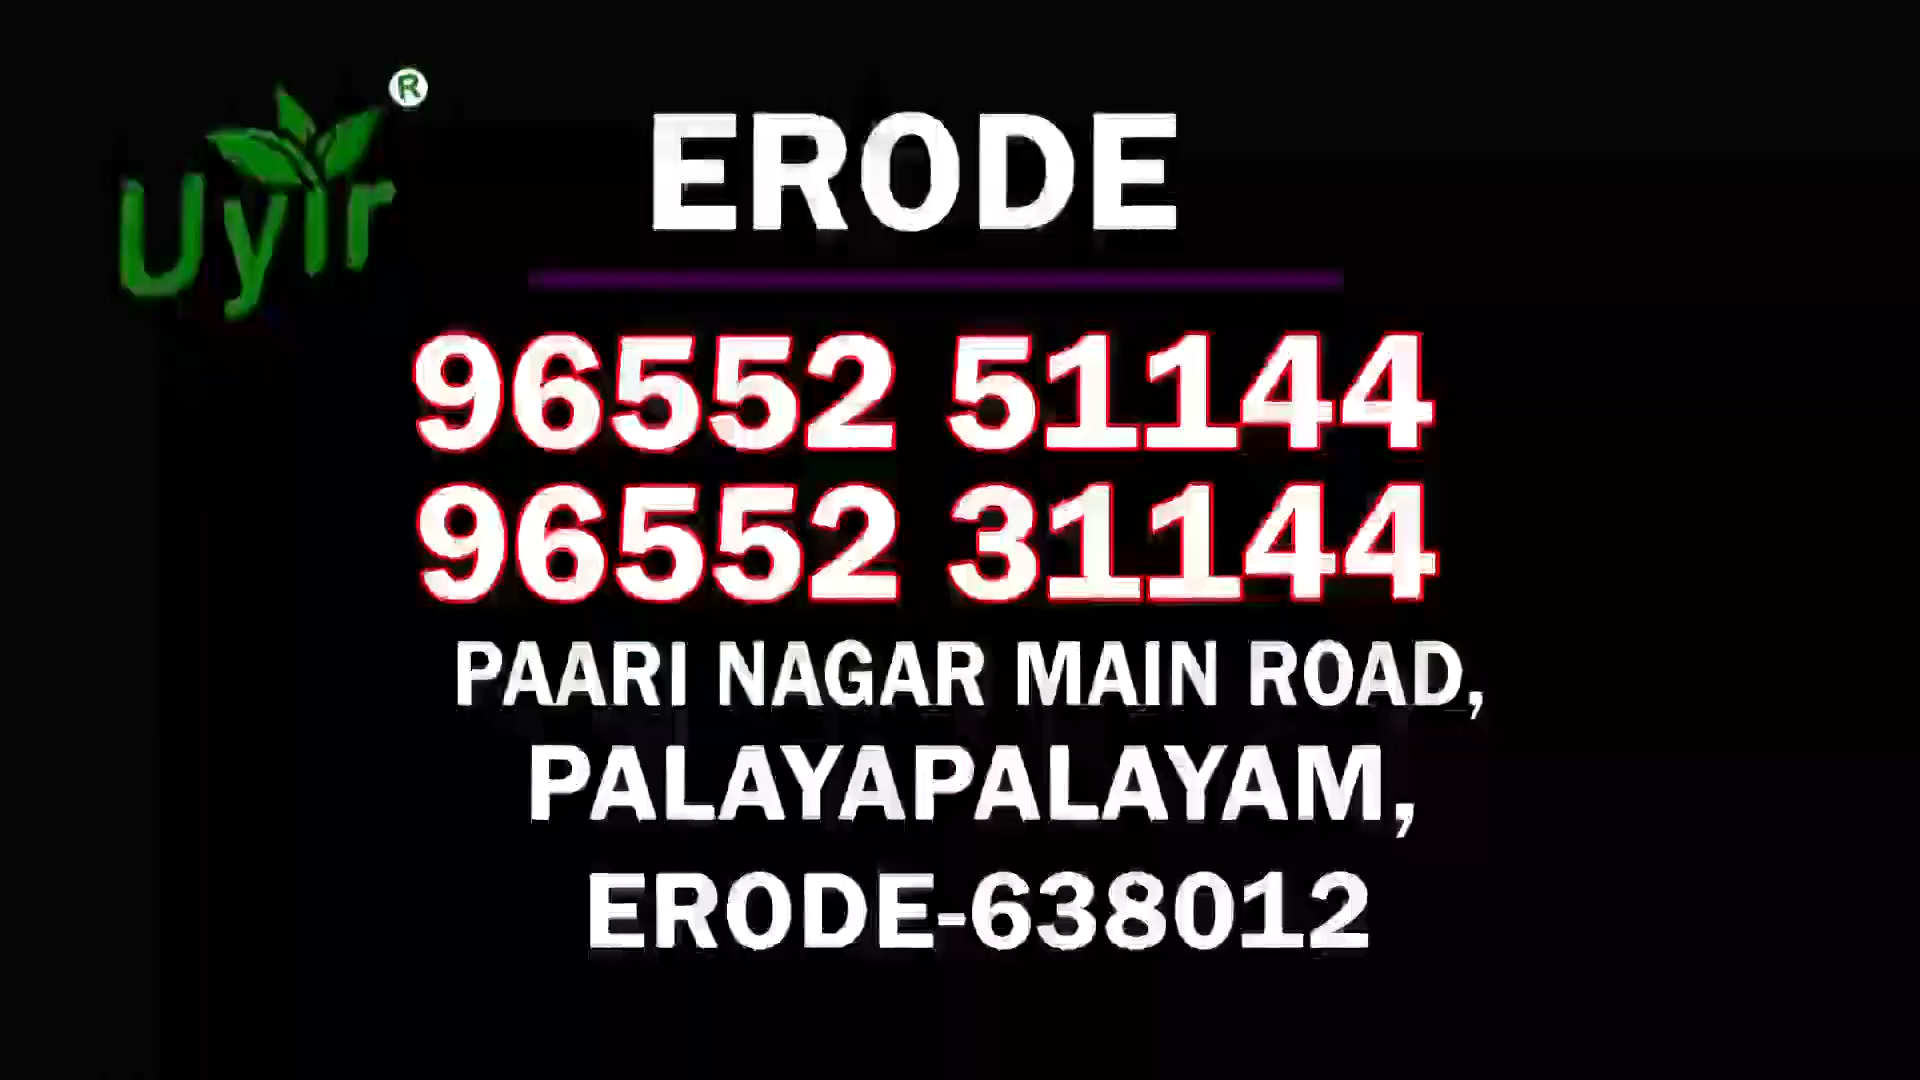 Uyir®
ERODE
96552 51144
96552 31144
PAARI NAGAR MAIN ROAD,
PALAYAPALAYAM,
ERODE-638012